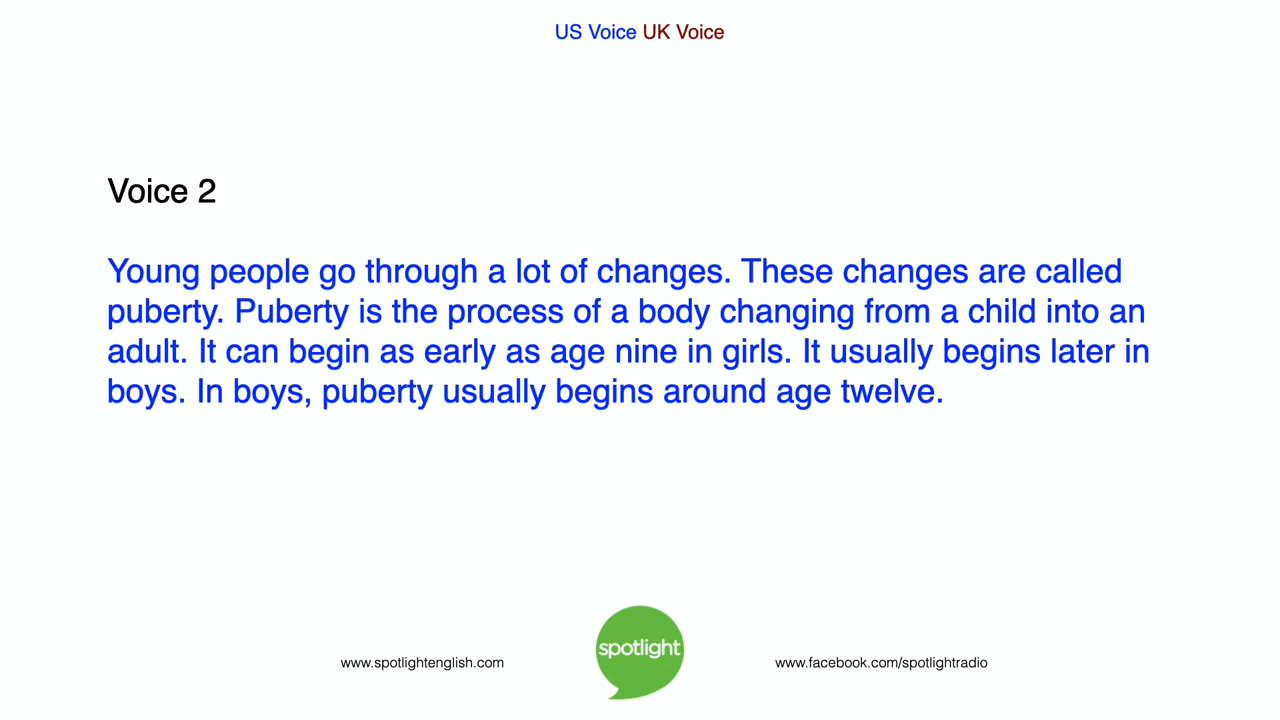 US Voice UK Voice
Voice 2
Young people go through a lot of changes. These changes are called
puberty. Puberty is the process of a body changing from a child into an
adult. It can begin as early as age nine in girls. It usually begins later in
boys. In boys, puberty usually begins around age twelve.
spotlight
www.spotlightenglish.com
www.facebook.com/spotlightradio